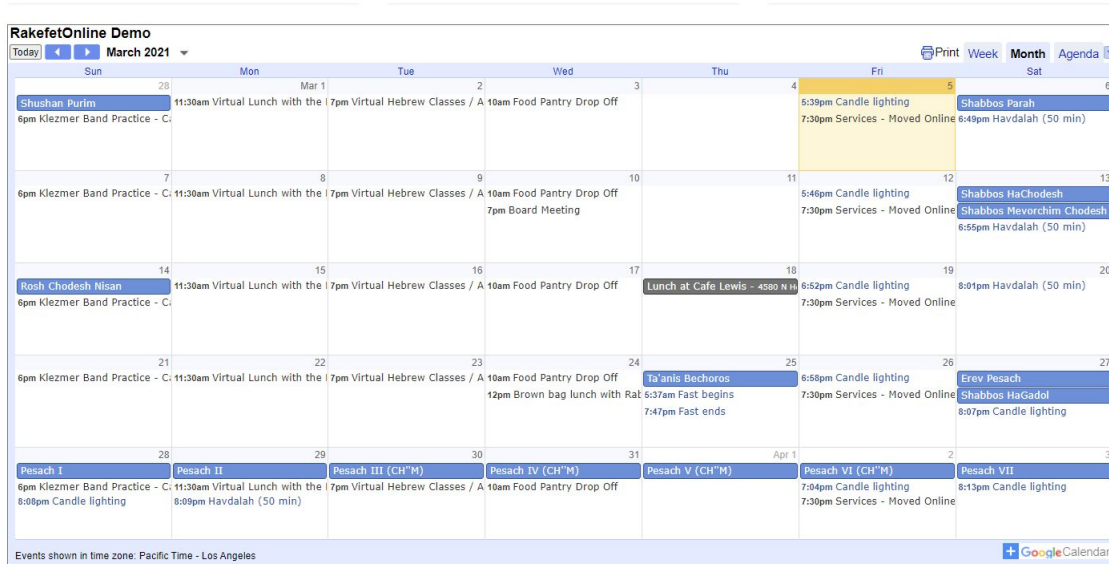 RakefetOnline Demo
Today March 2021 Print Week Month Agenda
Sun Mon Tue Wed Thu Fri Sat
28 Mar 1 2 3 4 5 6
Shushan Purim
6pm Klezmer Band Practice - Ca
11:30am Virtual Lunch with the
7pm Virtual Hebrew Classes / A
10am Food Pantry Drop Off
5:39pm Candle lighting
7:30pm Services - Moved Online
Shabbos Parah
6:49pm Havdalah (50 min)
7 8 9 10 11 12 13
6pm Klezmer Band Practice - Ca
11:30am Virtual Lunch with the
7pm Virtual Hebrew Classes / A
10am Food Pantry Drop Off
7pm Board Meeting
5:46pm Candle lighting
7:30pm Services - Moved Online
Shabbos HaChodesh
Shabbos Mevorchim Chodesh
6:55pm Havdalah (50 min)
14 15 16 17 18 19 20
Rosh Chodesh Nisan
6pm Klezmer Band Practice - Ca
11:30am Virtual Lunch with the
7pm Virtual Hebrew Classes / A
10am Food Pantry Drop Off
Lunch at Cafe Lewis - 4580 N
6:52pm Candle lighting
7:30pm Services - Moved Online
8:01pm Havdalah (50 min)
21 22 23 24 25 26 27
6pm Klezmer Band Practice - Ca
11:30am Virtual Lunch with the
7pm Virtual Hebrew Classes / A
10am Food Pantry Drop Off
12pm Brown bag lunch with Rab
Ta'anis Bechoros
5:37am Fast begins
7:47pm Fast ends
6:58pm Candle lighting
7:30pm Services - Moved Online
Erev Pesach
Shabbos HaGadol
8:07pm Candle lighting
28 29 30 31 Apr 1 2 3
Pesach I
6pm Klezmer Band Practice - Ca
8:08pm Candle lighting
Pesach II
11:30am Virtual Lunch with the
8:09pm Havdalah (50 min)
Pesach III (CH"M)
7pm Virtual Hebrew Classes / A
Pesach IV (CH"M)
10am Food Pantry Drop Off
Pesach V (CH"M)
Pesach VI (CH"M)
7:04pm Candle lighting
7:30pm Services - Moved Online
Pesach VII
8:13pm Candle lighting
Events shown in time zone: Pacific Time - Los Angeles
+ GoogleCalendar